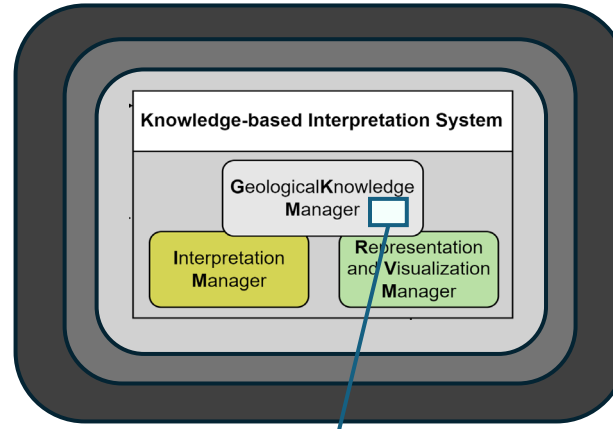 Knowledge-based Interpretation System
GeologicalKnowledge
Manager
Interpretation
Manager
Representation
and Visualization
Manager